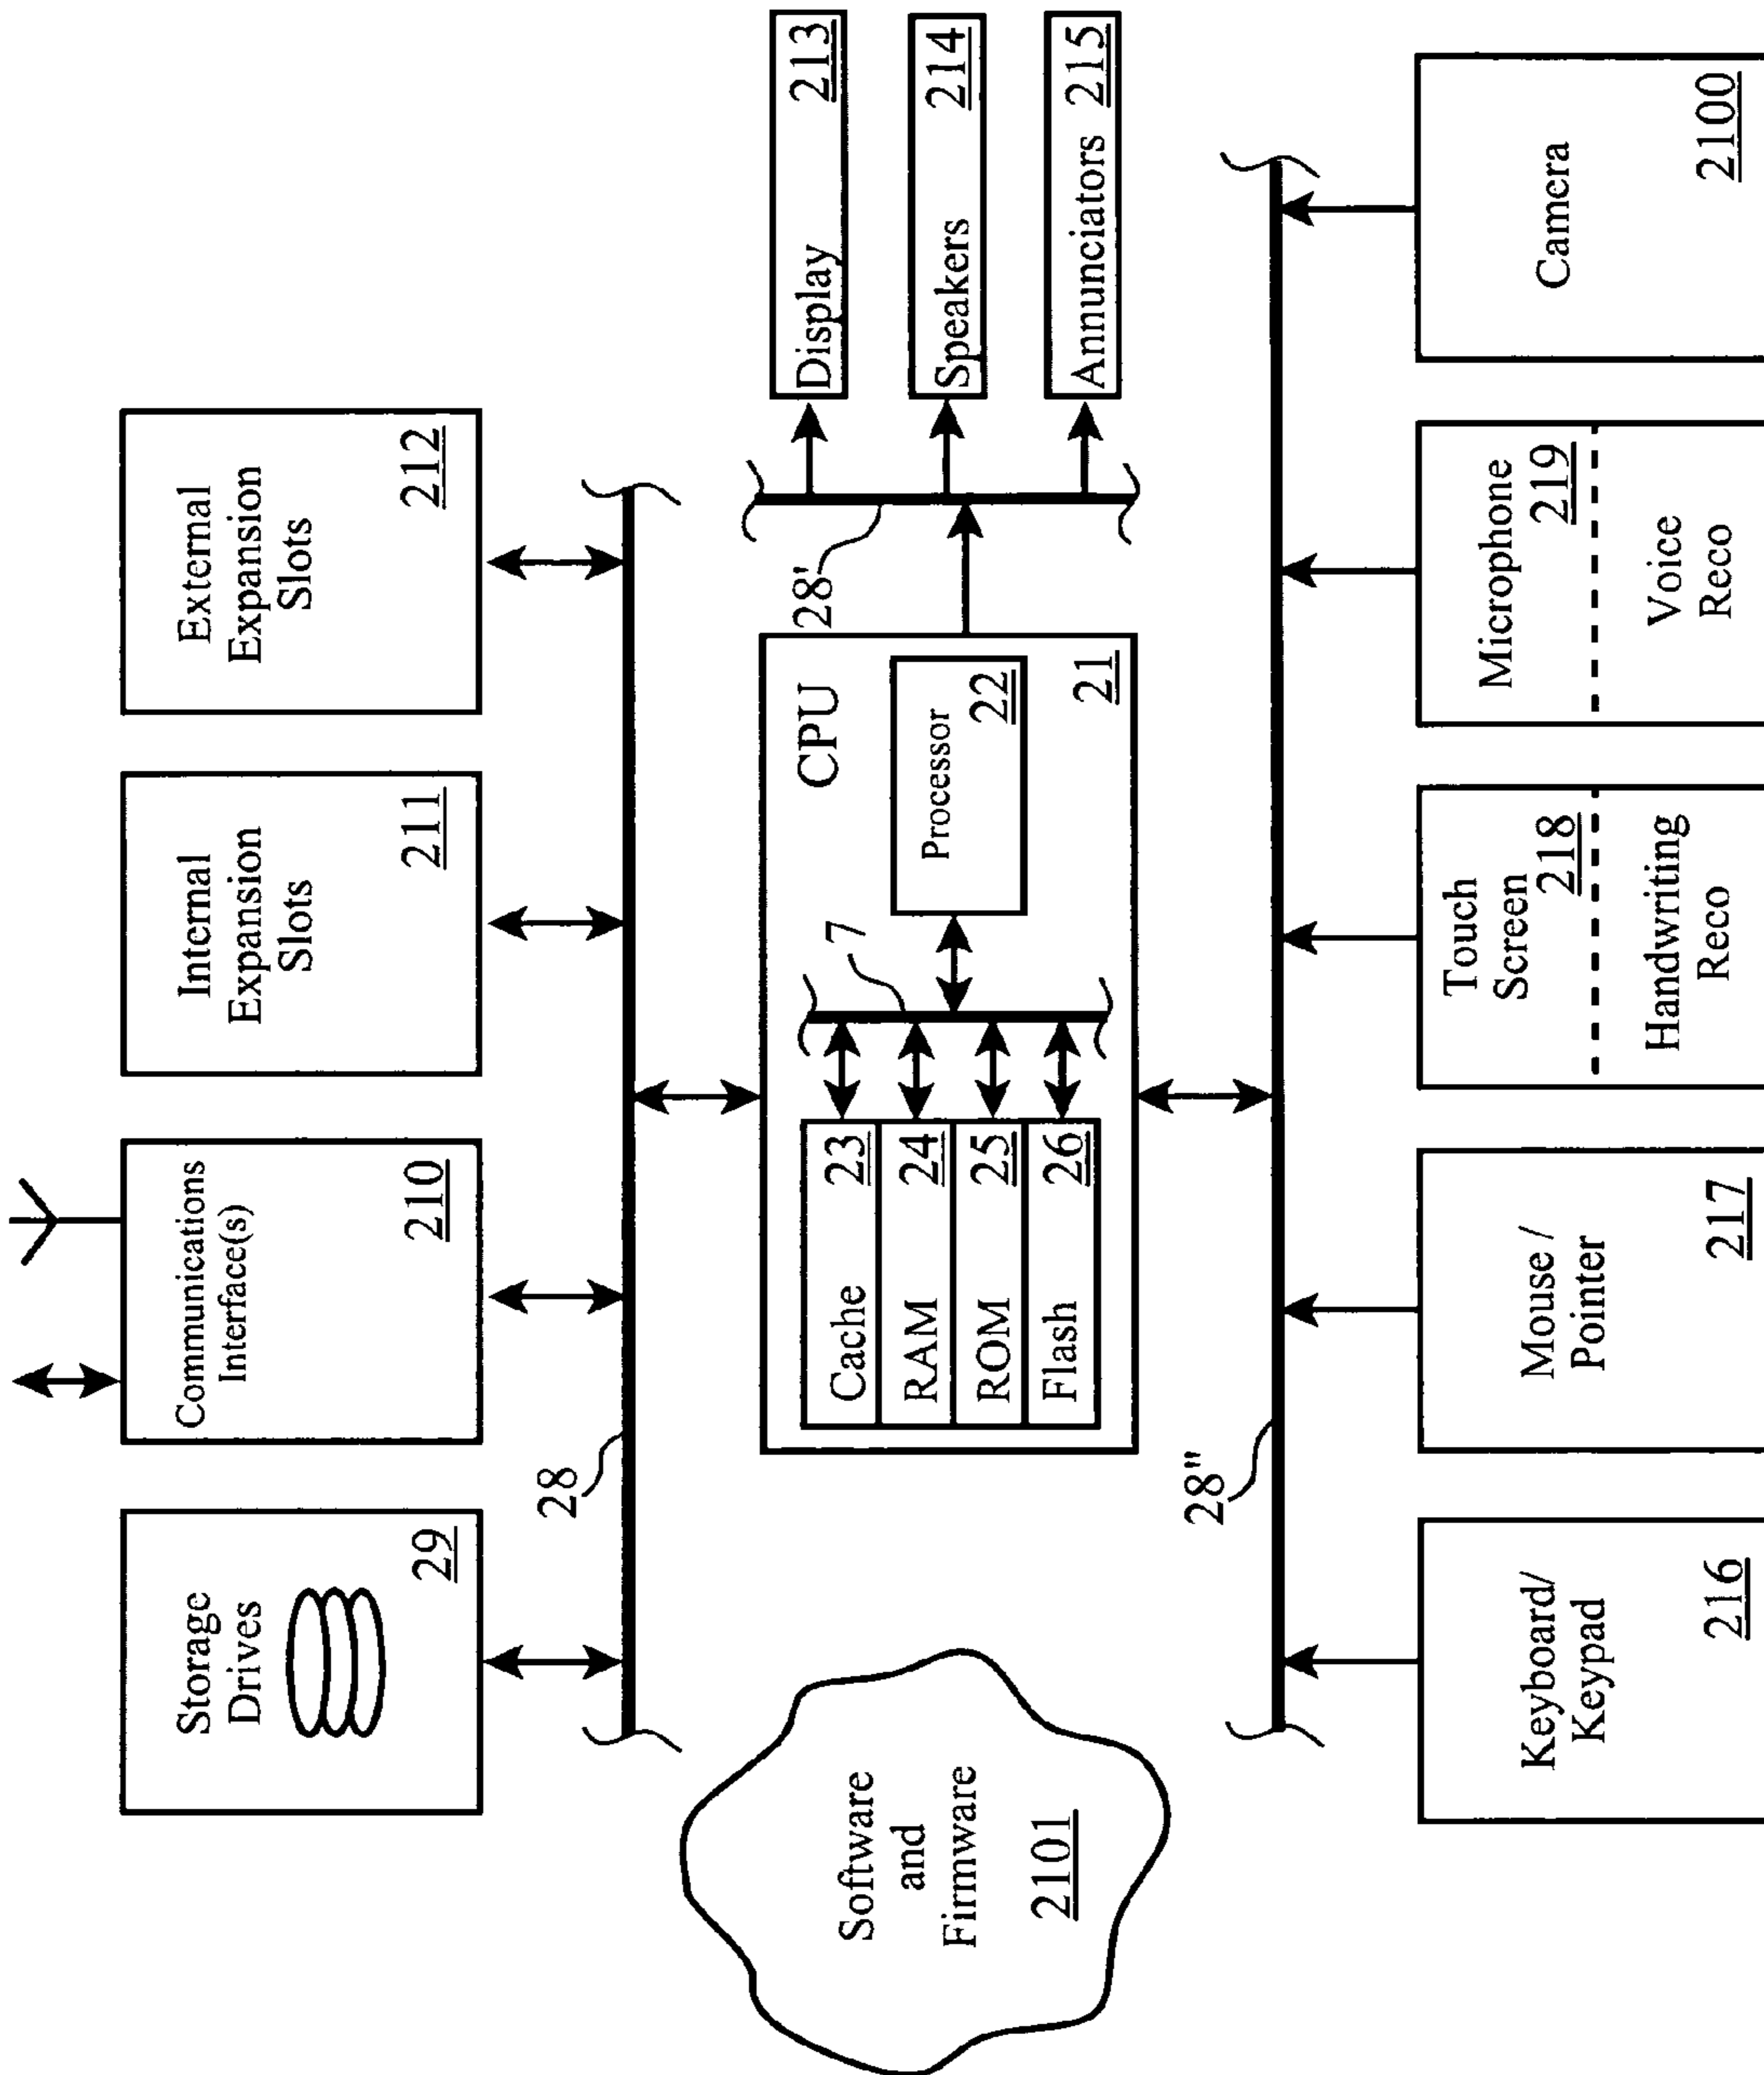 Storage
Drives
29
Communications
Interface(s)
210
Internal
Expansion
Slots
211
External
Expansion
Slots
212
28
CPU
Cache 23
RAM 24
ROM 25
Flash 26
7
Processor
22
21
28'
Display 213
Speakers 214
Annunciators 215
Software
and
Firmware
2101
28"
Keyboard/
Keypad
216
Mouse /
Pointer
217
Touch
Screen
218
Handwriting
Reco
Microphone
219
Voice
Reco
Camera
2100